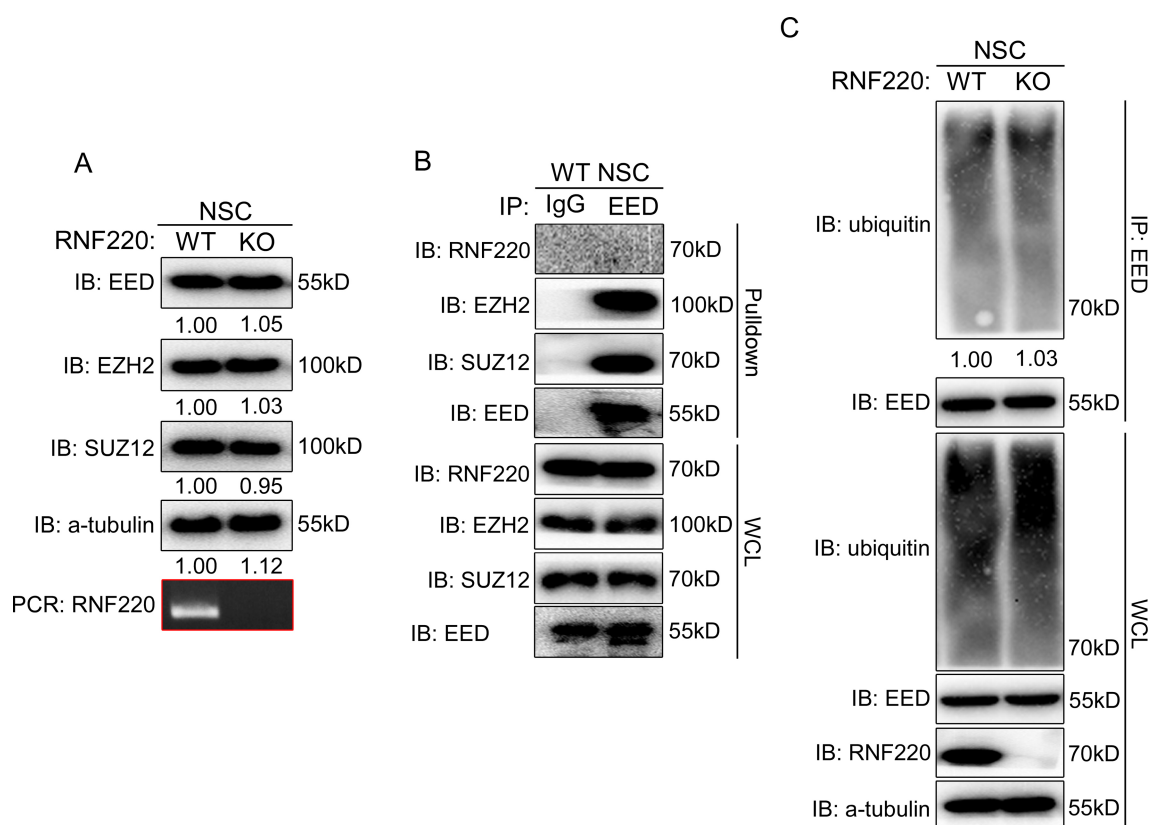 A
NSC
RNF220: WT KO
IB: EED 55kD
1.00 1.05
IB: EZH2 100kD
1.00 1.03
IB: SUZ12 100kD
1.00 0.95
IB: a-tubulin 55kD
1.00 1.12
PCR: RNF220
B
WT NSC
IP: IgG EED
IB: RNF220 70kD
IB: EZH2 100kD
IB: SUZ12 70kD
IB: EED 55kD
Pulldown
IB: RNF220 70kD
IB: EZH2 100kD
IB: SUZ12 70kD
IB: EED 55kD
WCL
C
NSC
RNF220: WT KO
IB: ubiquitin
70kD
1.00 1.03
IB: EED 55kD
IP: EED
IB: ubiquitin
70kD
IB: EED 55kD
IB: RNF220 70kD
IB: a-tubulin 55kD
WCL